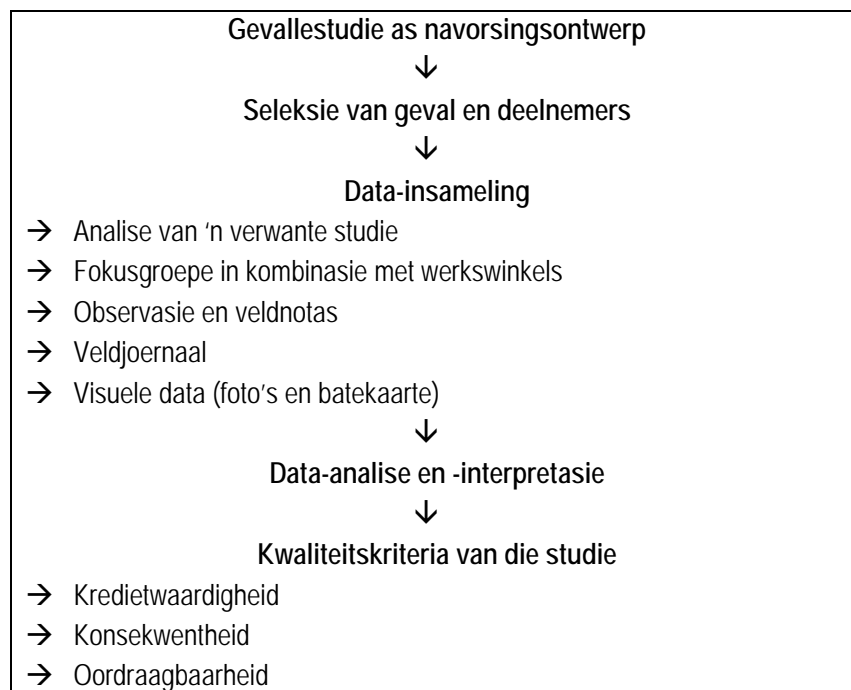 Gevallestudie as navorsingsontwerp
↓
Seleksie van geval en deelnemers
↓
Data-insameling
→ Analise van ‘n verwante studie
→ Fokusgroepe in kombinasie met werkswinkels
→ Observasie en veldnotas
→ Veldjoernaal
→ Visuele data (foto’s en batekaarte)
↓
Data-analise en -interpretasie
↓
Kwaliteitskriteria van die studie
→ Kredietwaardigheid
→ Konsekwentheid
→ Oordraagbaarheid